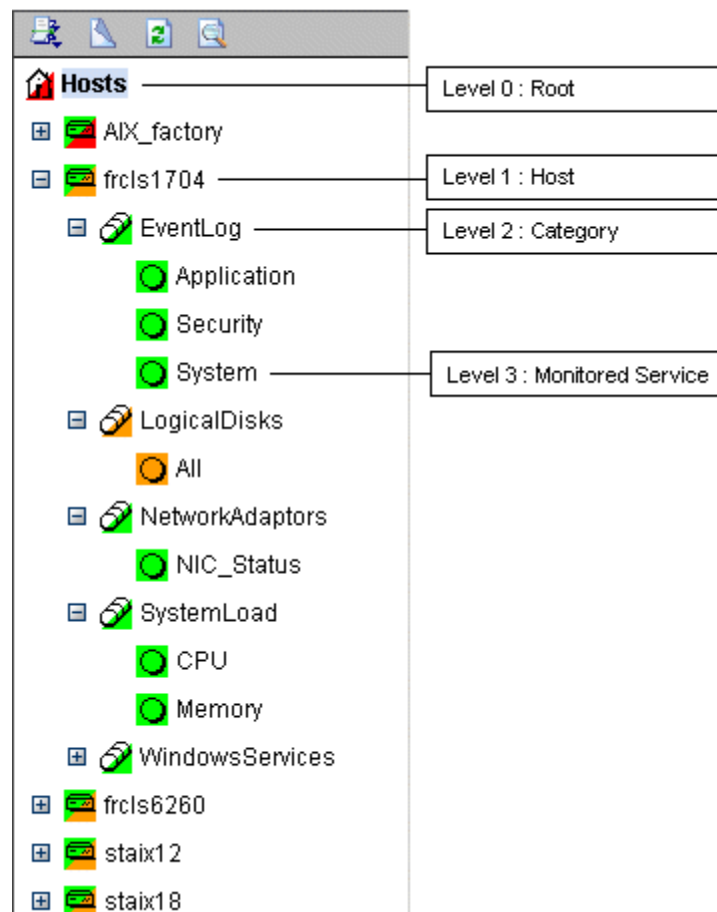 Hosts
Level 0 : Root
AIX_factory
frcls1704
Level 1 : Host
EventLog
Level 2 : Category
Application
Security
System
Level 3 : Monitored Service
LogicalDisks
All
NetworkAdaptors
NIC_Status
SystemLoad
CPU
Memory
WindowsServices
frcls6260
staix12
staix18